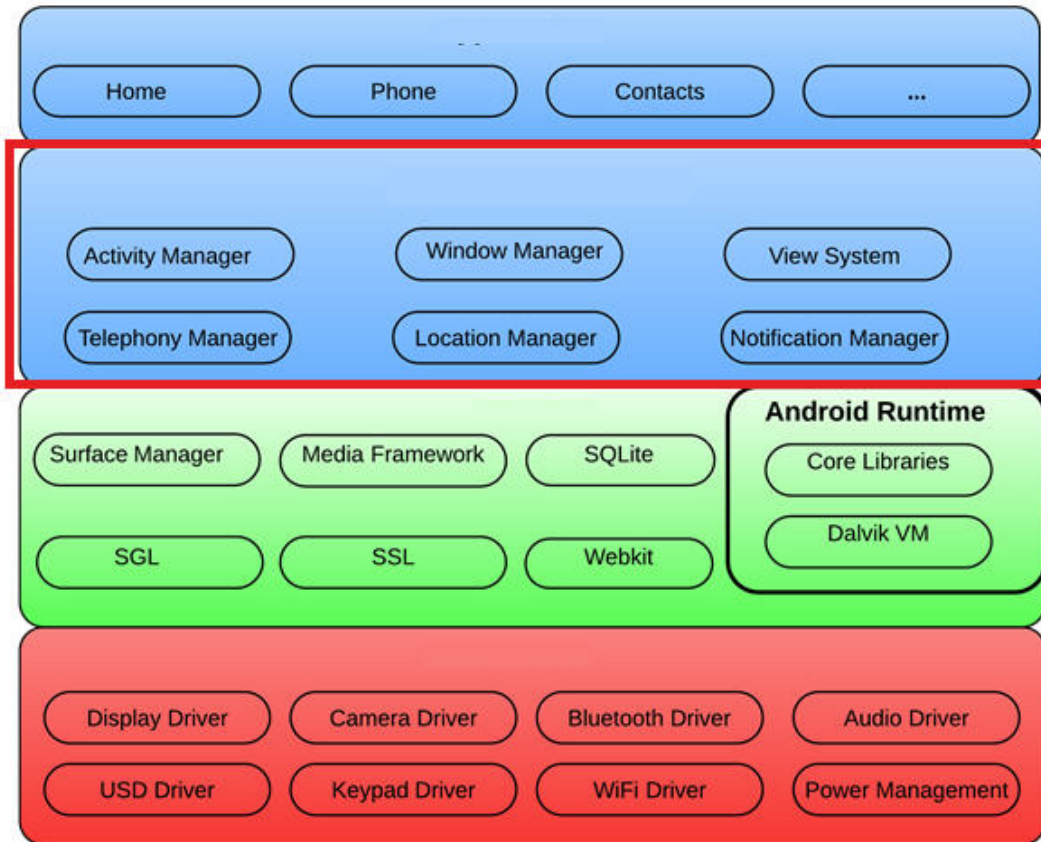 Home Phone Contacts ...
Activity Manager Window Manager View System
Telephony Manager Location Manager Notification Manager
Android Runtime
Surface Manager Media Framework SQLite Core Libraries
SGL SSL Webkit Dalvik VM
Display Driver Camera Driver Bluetooth Driver Audio Driver
USD Driver Keypad Driver WiFi Driver Power Management